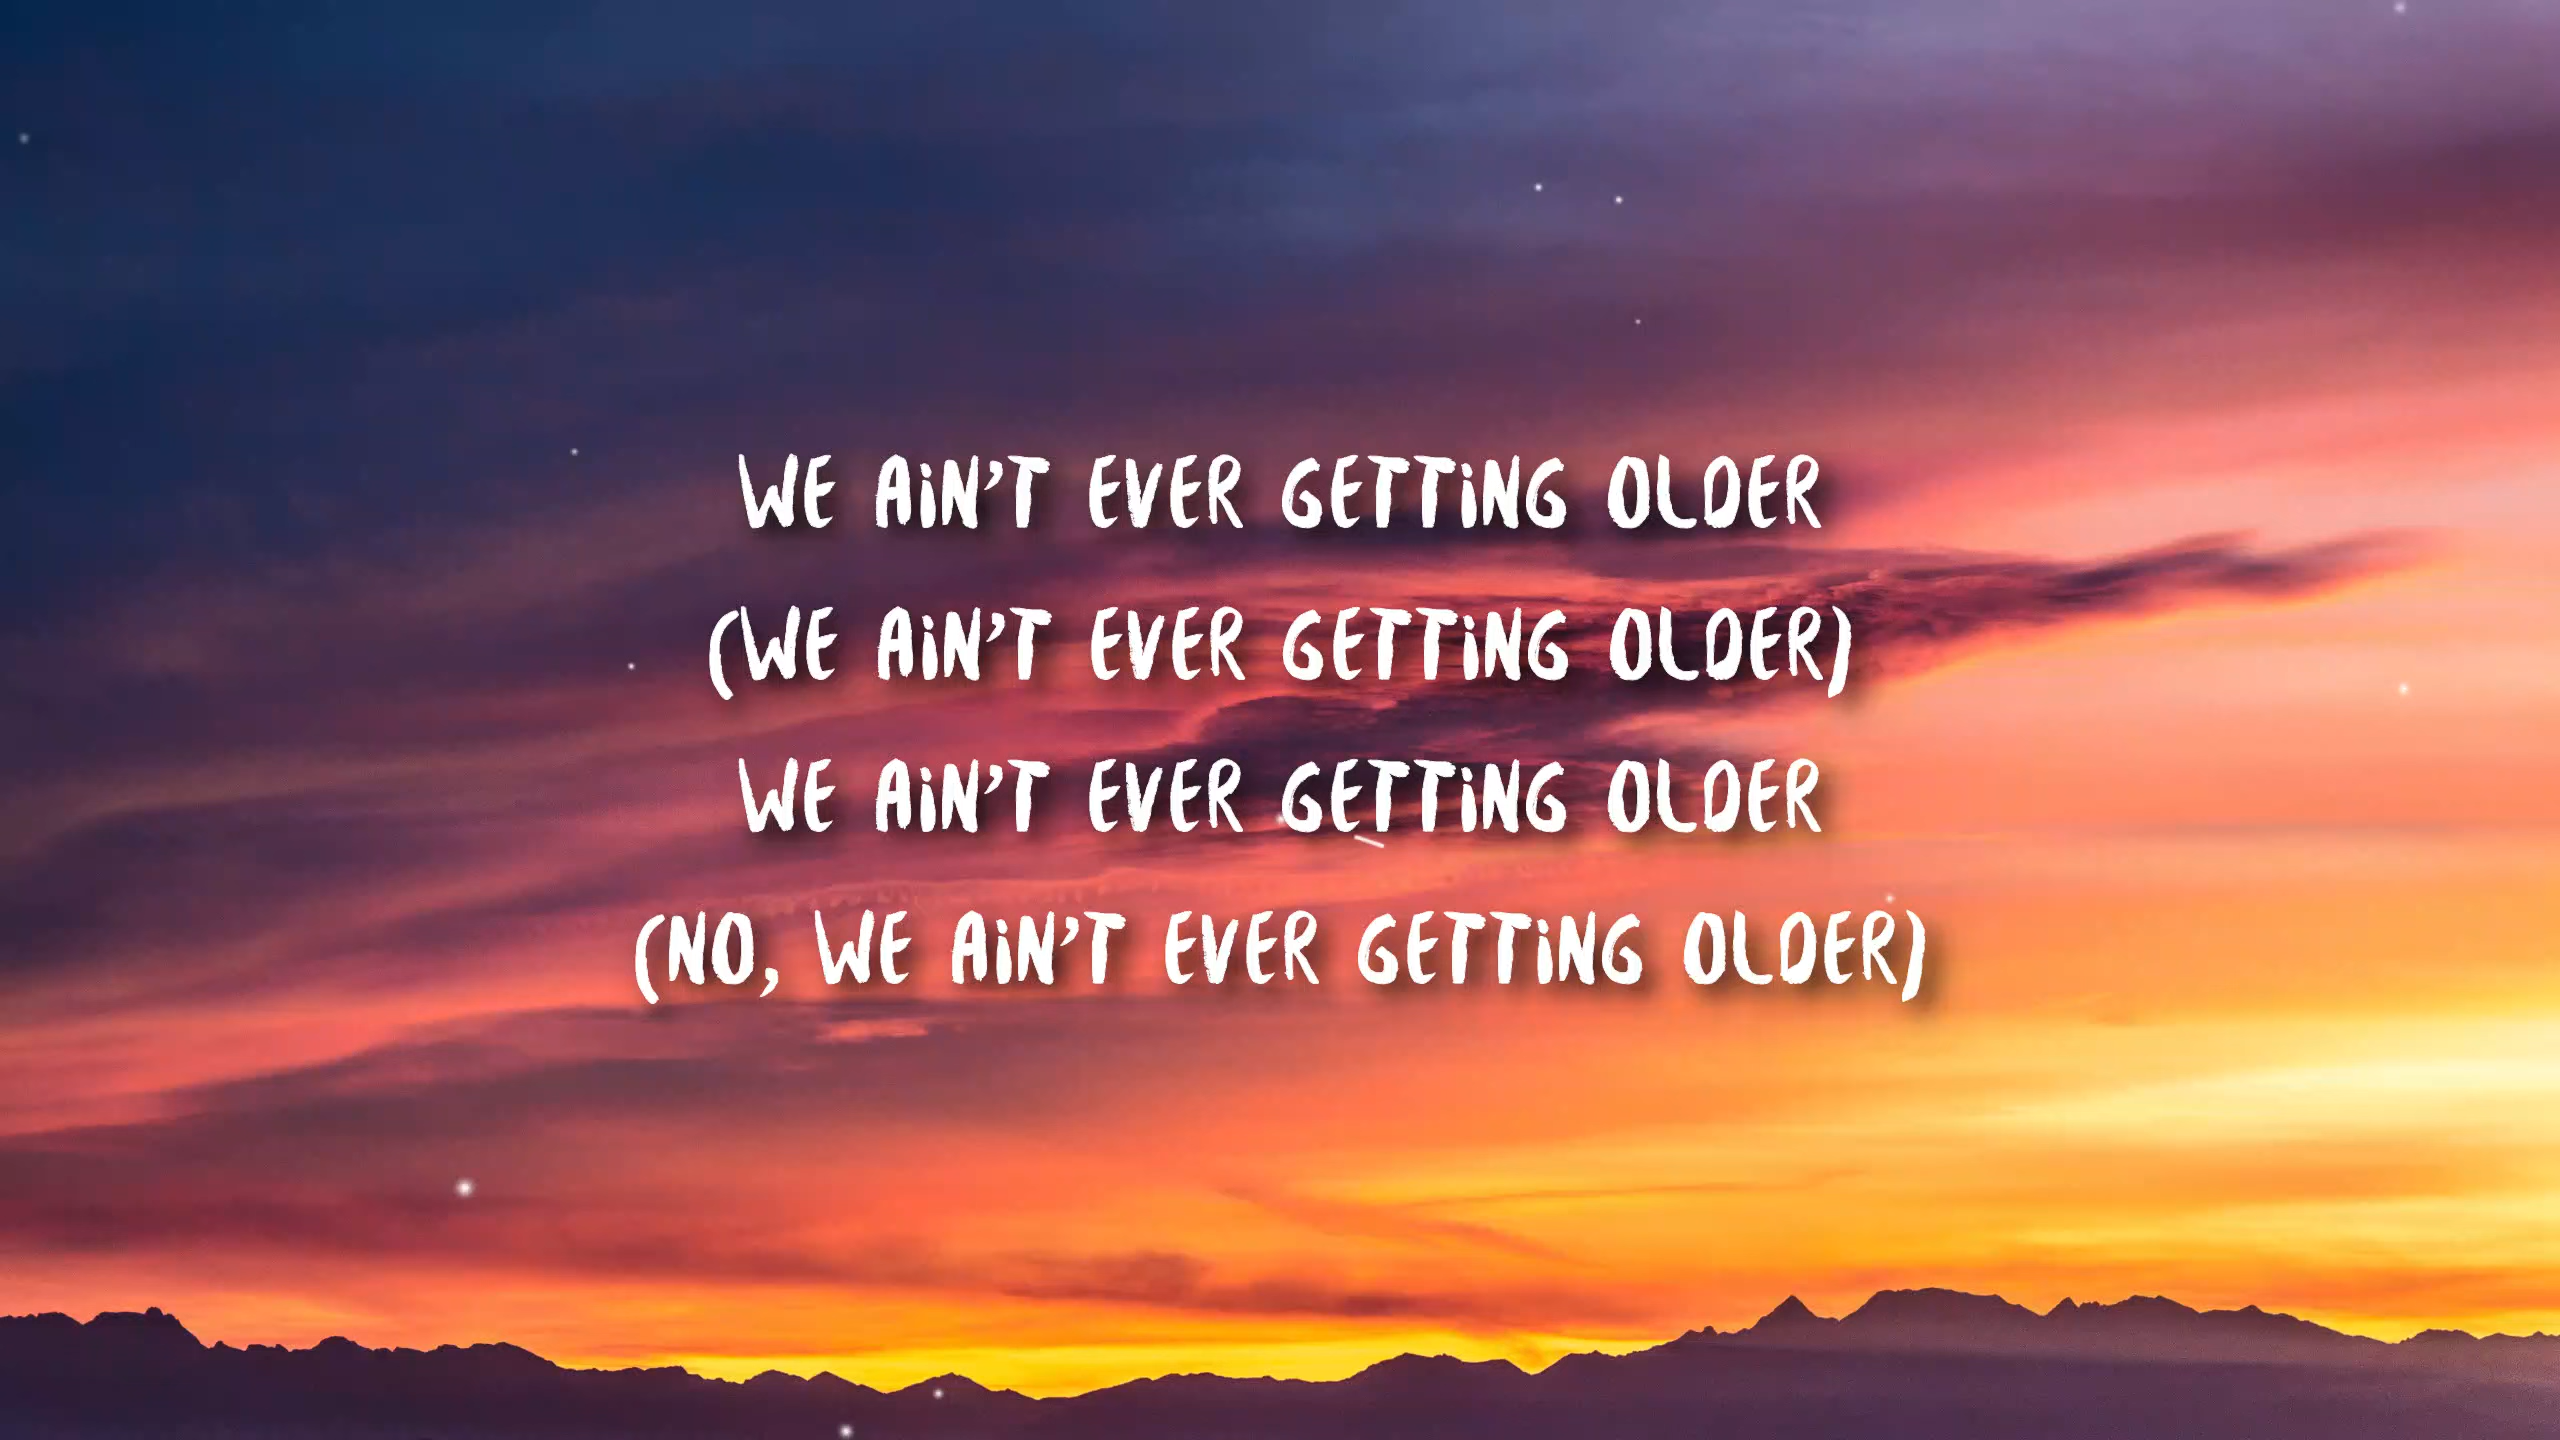 WE AiN'T EVER GETTiNG OLDER
(WE AiN'T EVER GETTiNG OLDER)
WE AiN'T EVER GETTiNG OLDER
(NO, WE AiN'T EVER GETTiNG OLDER)